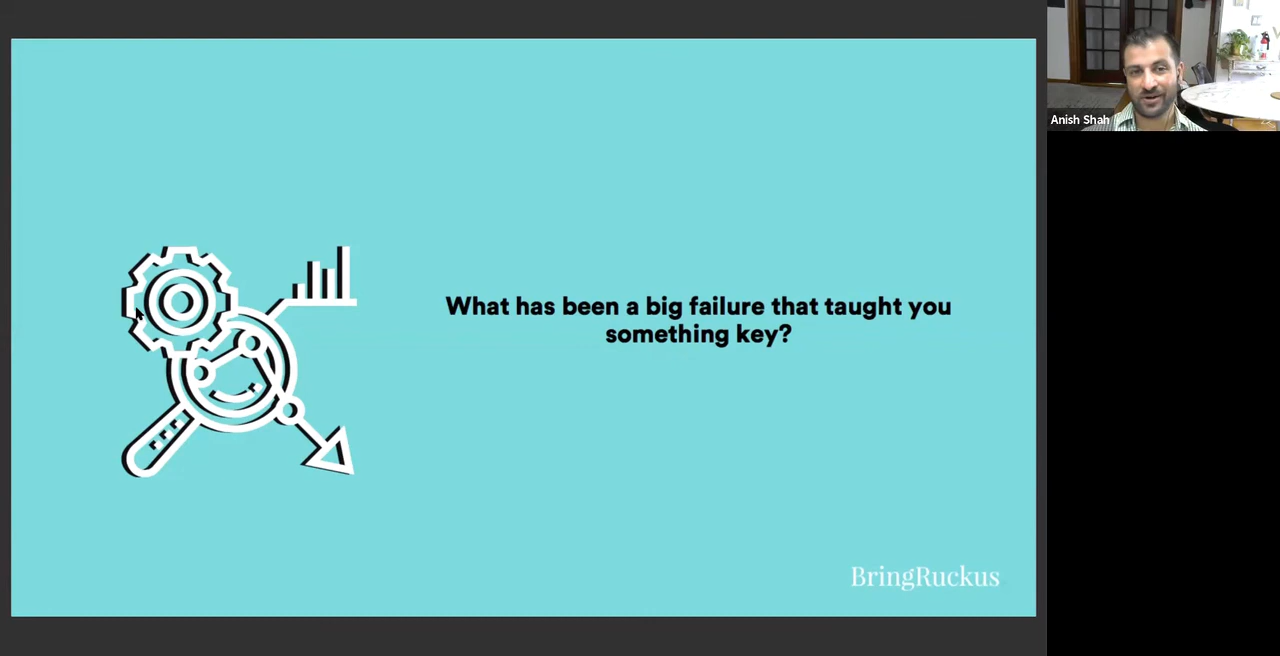 Anish Shah
What has been a big failure that taught you
something key?
BringRuckus